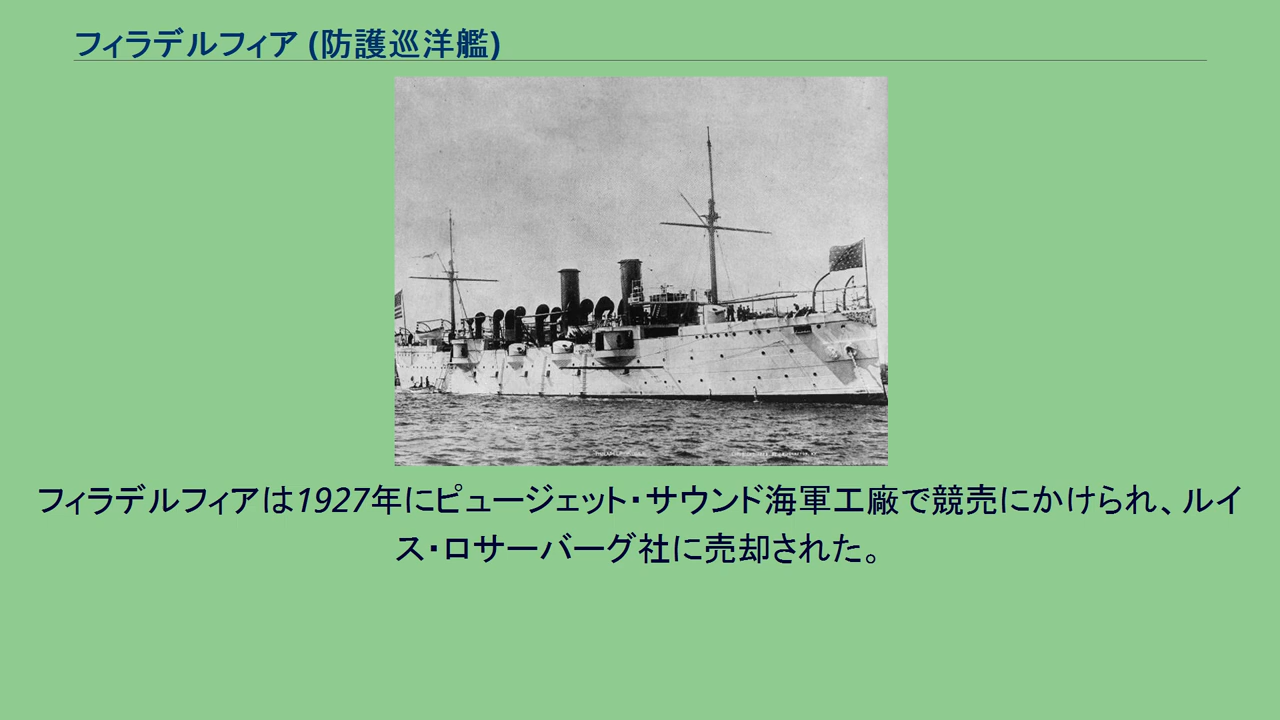 フィラデルフィア (防護巡洋艦)
フィラデルフィアは1927年にピュージェット・サウンド海軍工廠で競売にかけられ、ルイ
ス・ロサーバーグ社に売却された。